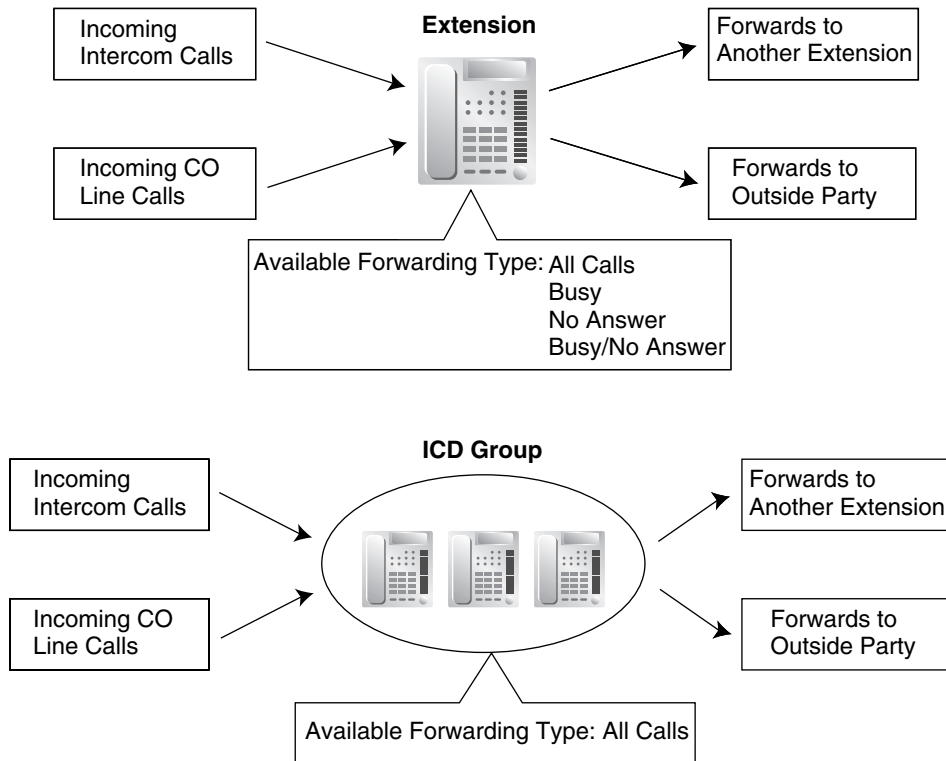 Incoming
Intercom Calls
Extension
Forwards to
Another Extension
Incoming CO
Line Calls
Forwards to
Outside Party
Available Forwarding Type: All Calls
Busy
No Answer
Busy/No Answer
ICD Group
Incoming
Intercom Calls
Forwards to
Another Extension
Incoming CO
Line Calls
Forwards to
Outside Party
Available Forwarding Type: All Calls